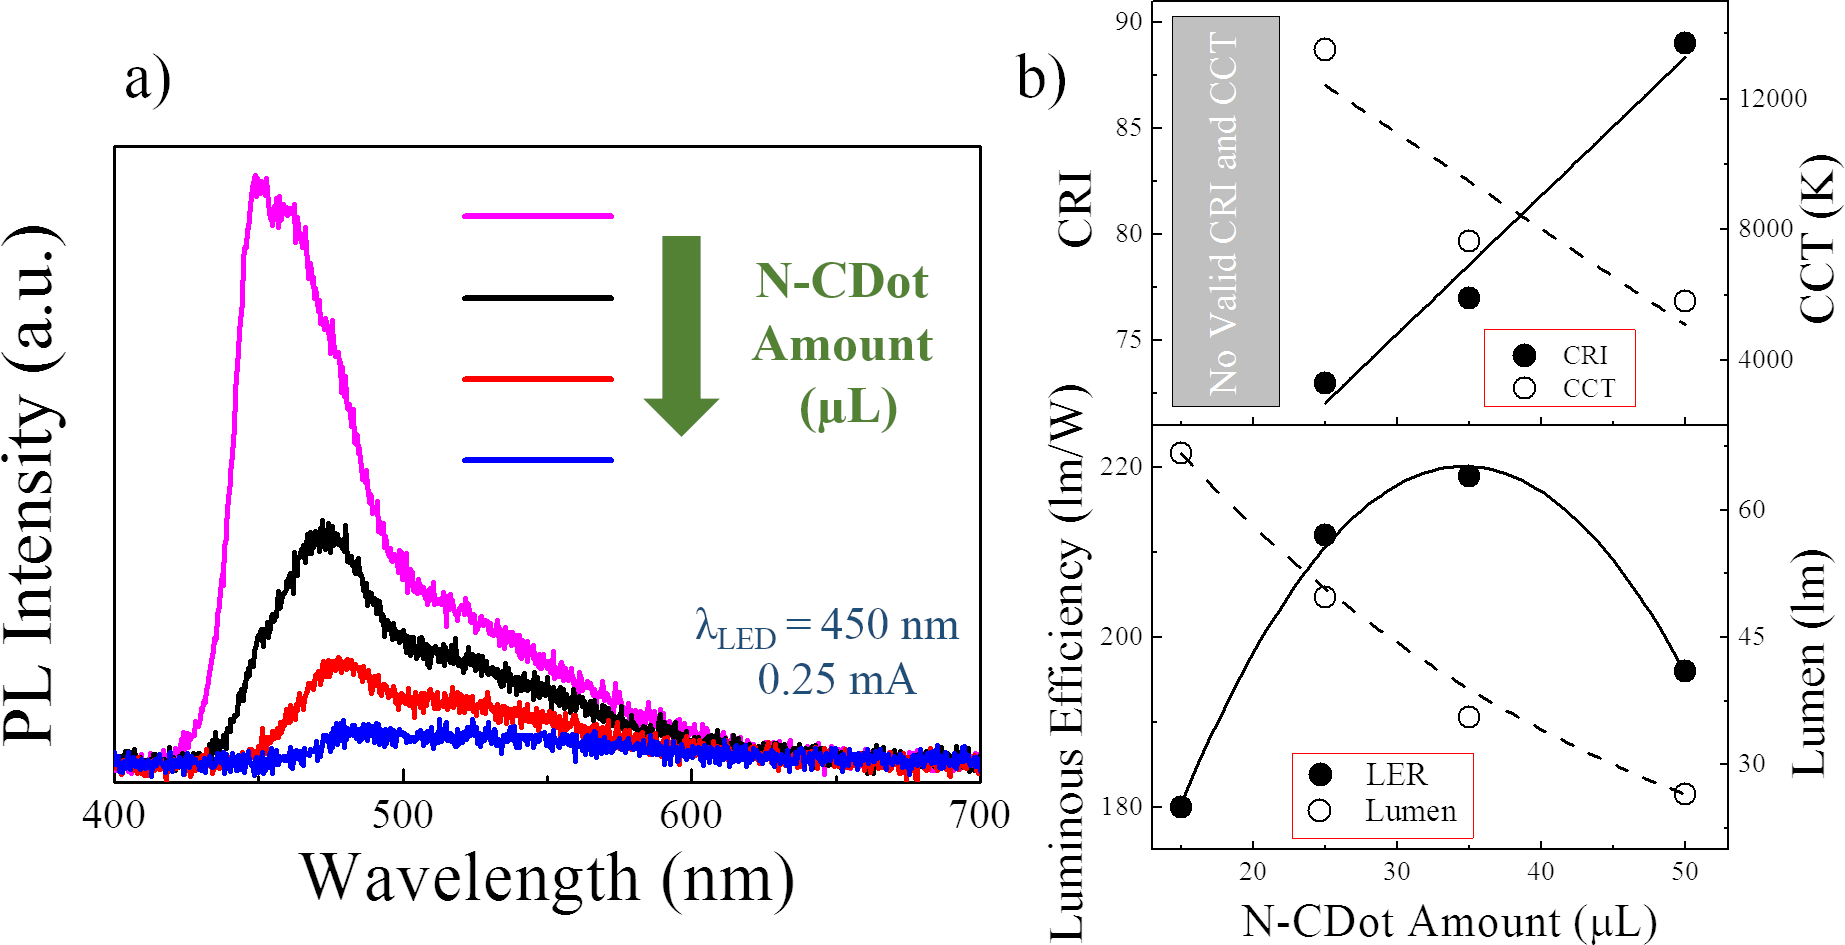 a)
PL Intensity (a.u.)
N-CDot
Amount
(µL)
λLED = 450 nm
0.25 mA
400
500
600
700
Wavelength (nm)
b)
90
85
80
75
CRI
No Valid CRI and CCT
12000
8000
4000
CCT (K)
CRI
CCT
220
200
180
Luminous Efficiency (lm/W)
60
45
30
Lumen (lm)
LER
Lumen
20
30
40
50
N-CDot Amount (µL)